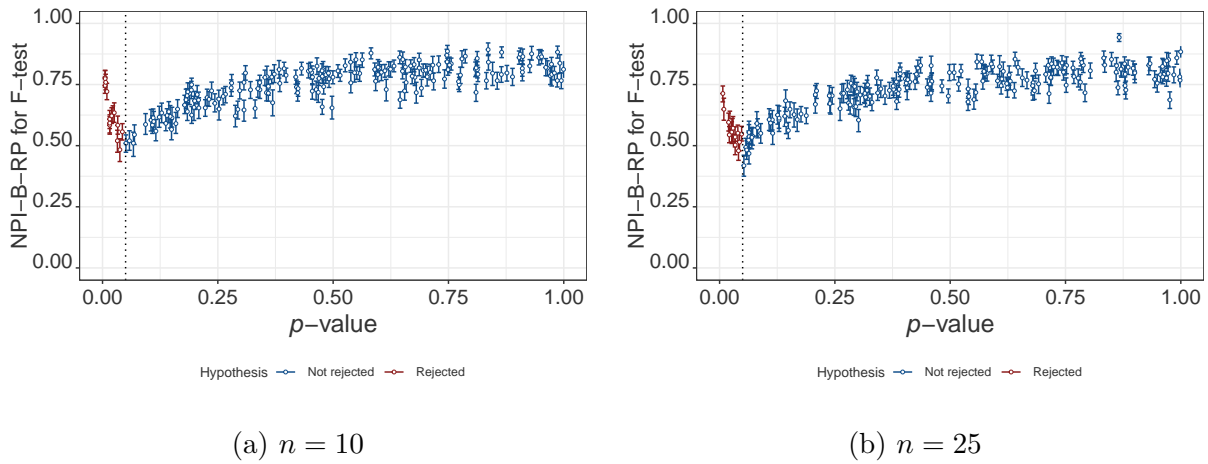 NPI−B−RP for F−test
1.00
0.75
0.50
0.25
0.00
0.00 0.25 0.50 0.75 1.00
p−value
Hypothesis Not rejected Rejected
(a) n = 10
NPI−B−RP for F−test
1.00
0.75
0.50
0.25
0.00
0.00 0.25 0.50 0.75 1.00
p−value
Hypothesis Not rejected Rejected
(b) n = 25